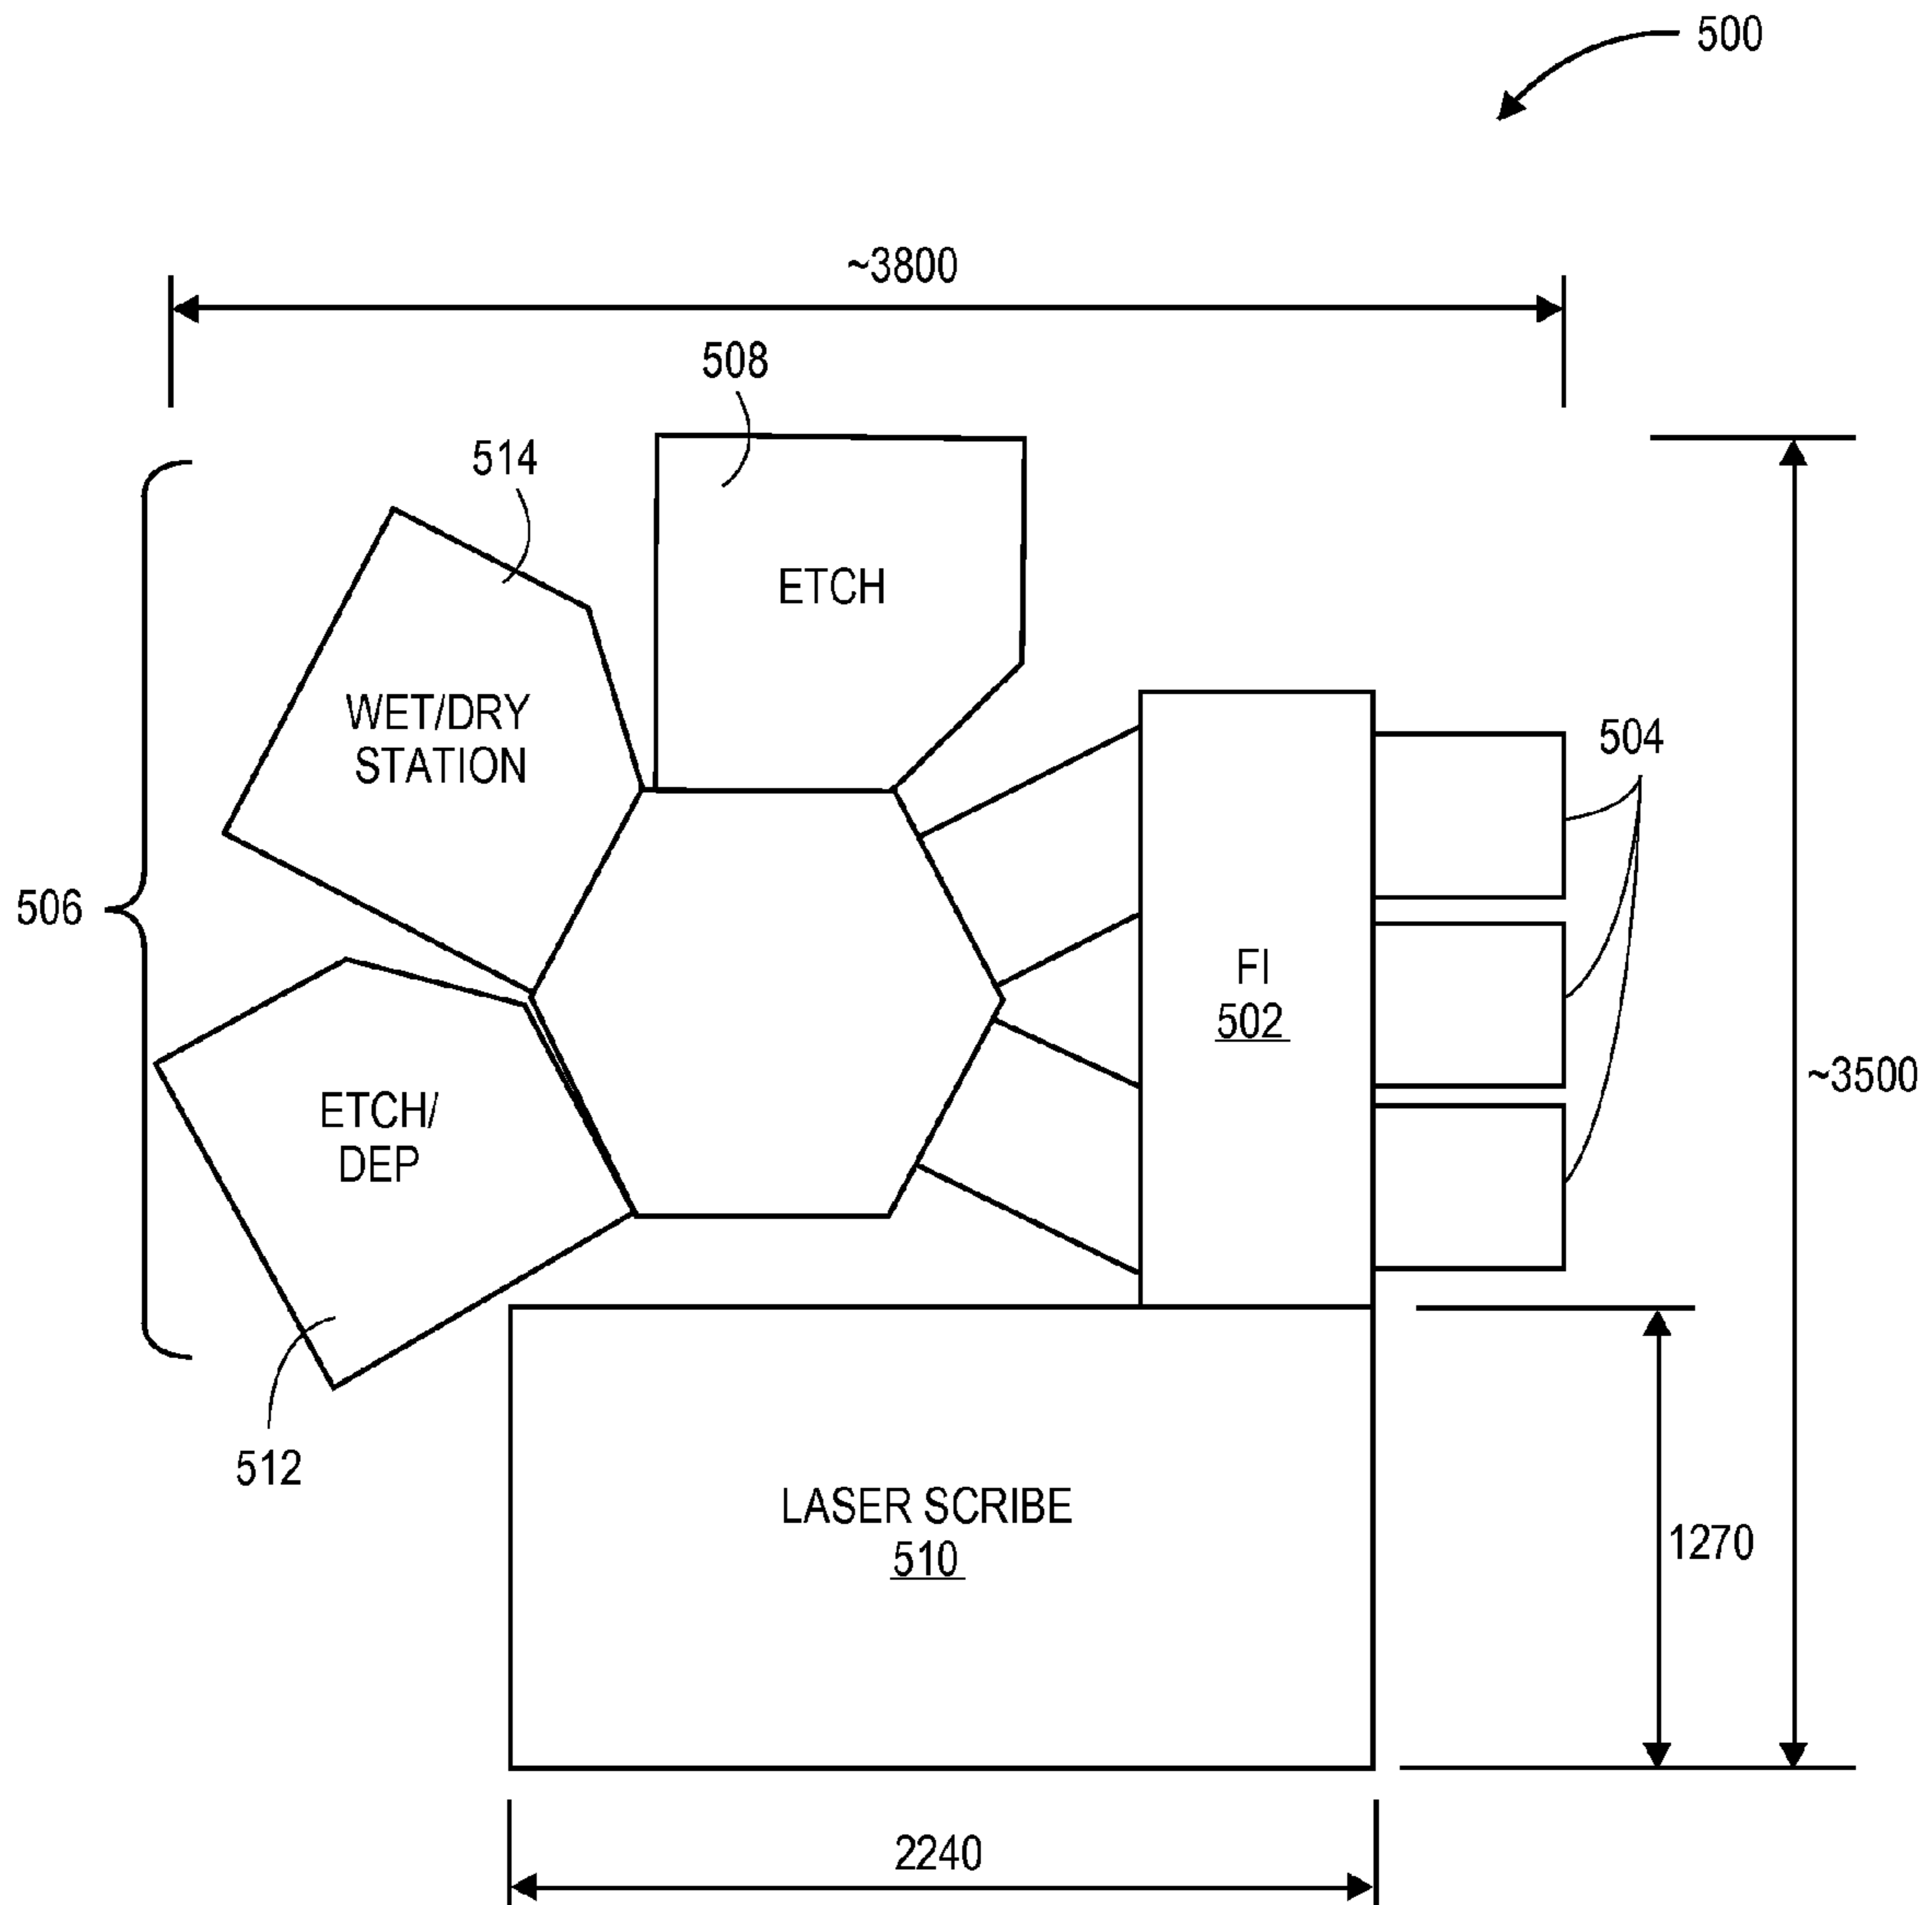 500
~3800
508
514
ETCH
WET/DRY
STATION
504
506
FI
502
~3500
ETCH/
DEP
512
LASER SCRIBE
510
1270
2240